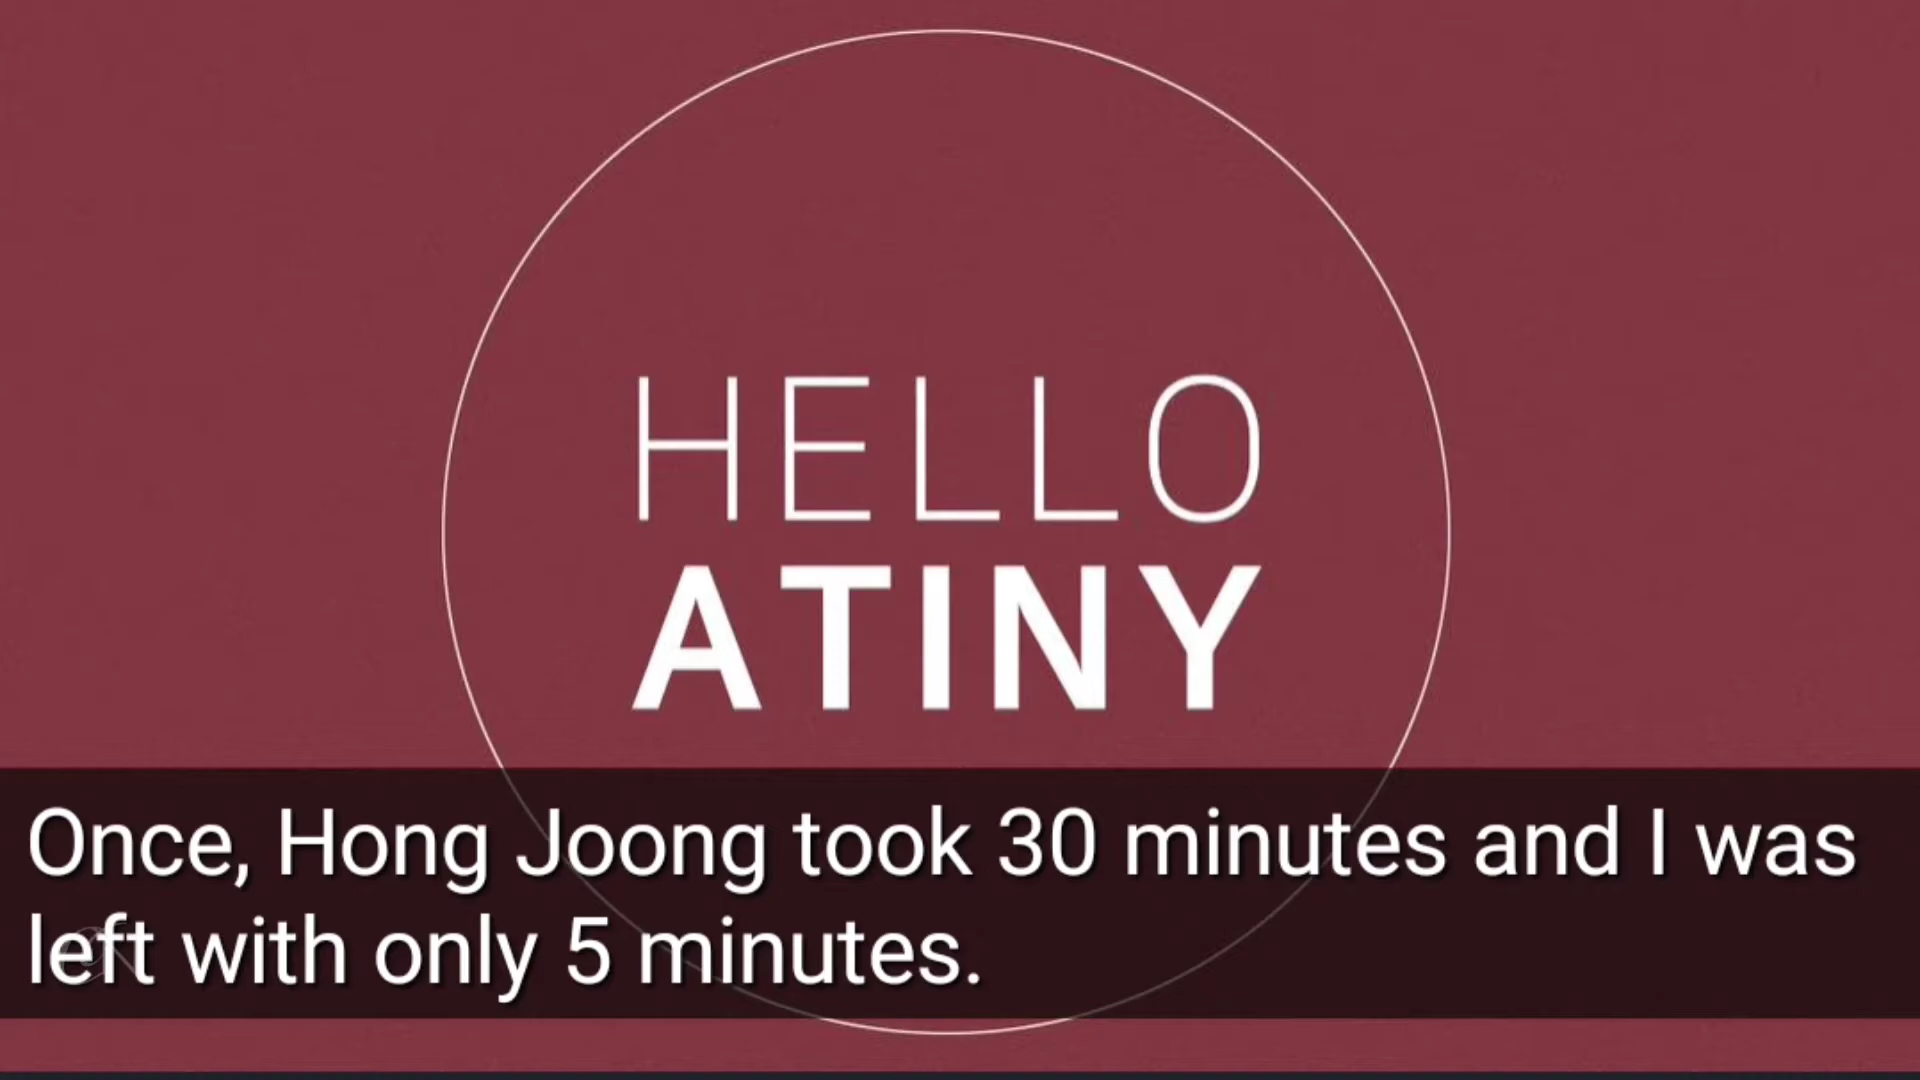 HELLO
ATINY
Once, Hong Joong took 30 minutes and I was
left with only 5 minutes.